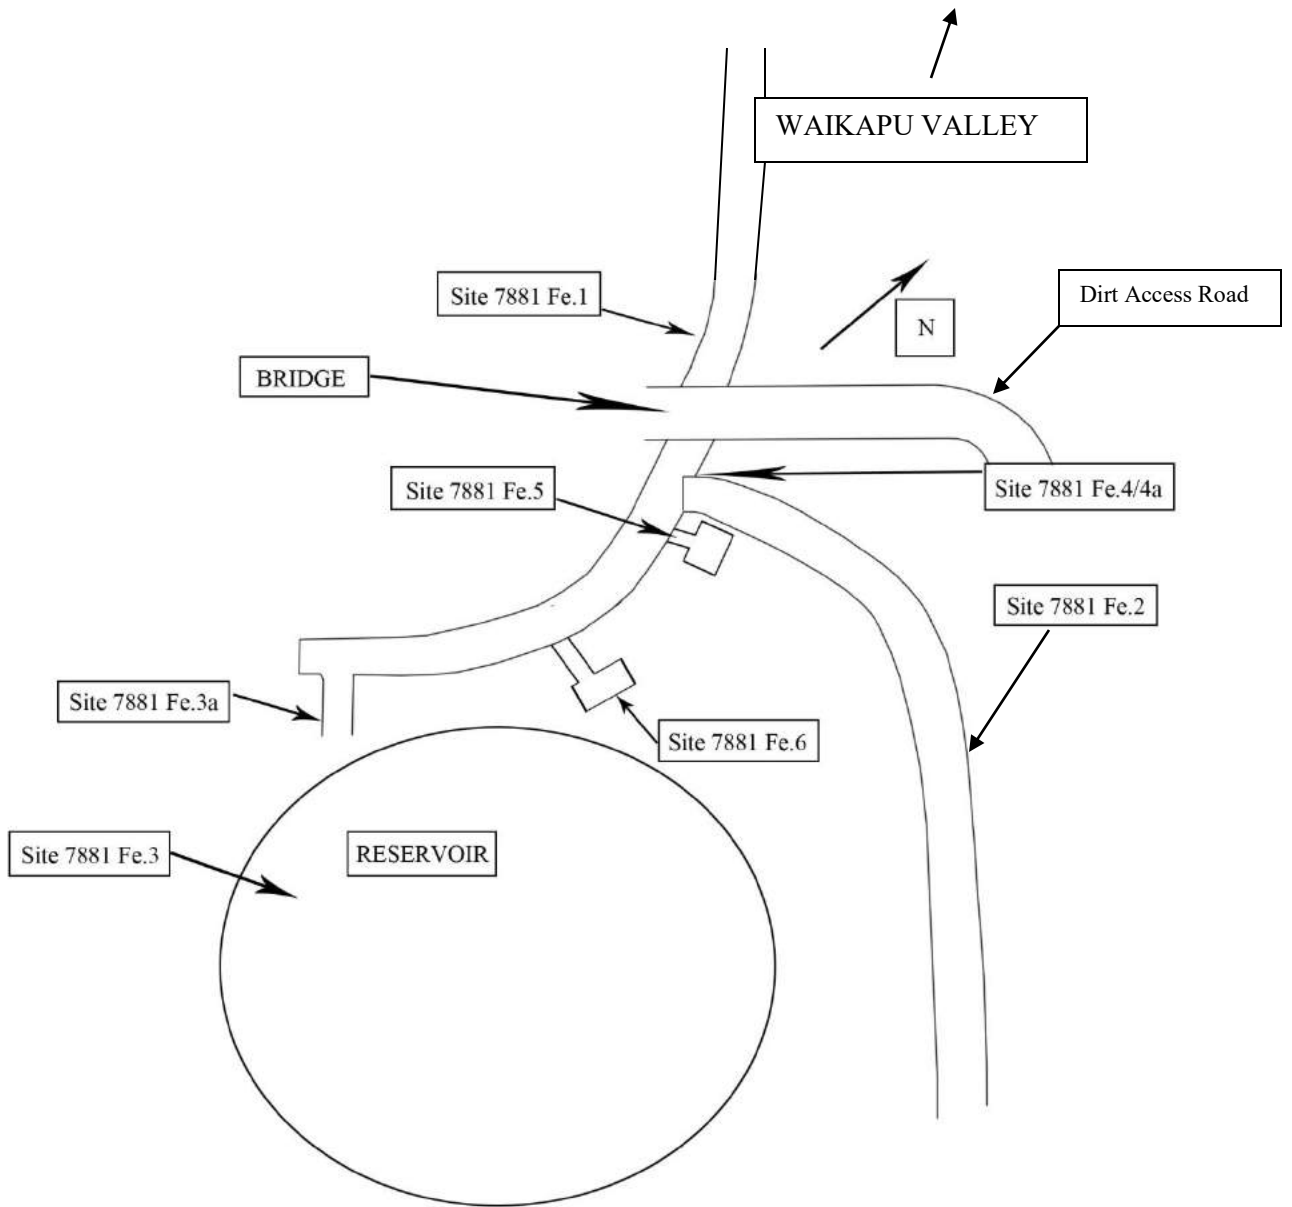 WAIKAPU VALLEY
Site 7881 Fe.1
Dirt Access Road
N
BRIDGE
Site 7881 Fe.5
Site 7881 Fe.4/4a
Site 7881 Fe.2
Site 7881 Fe.3a
Site 7881 Fe.6
Site 7881 Fe.3
RESERVOIR